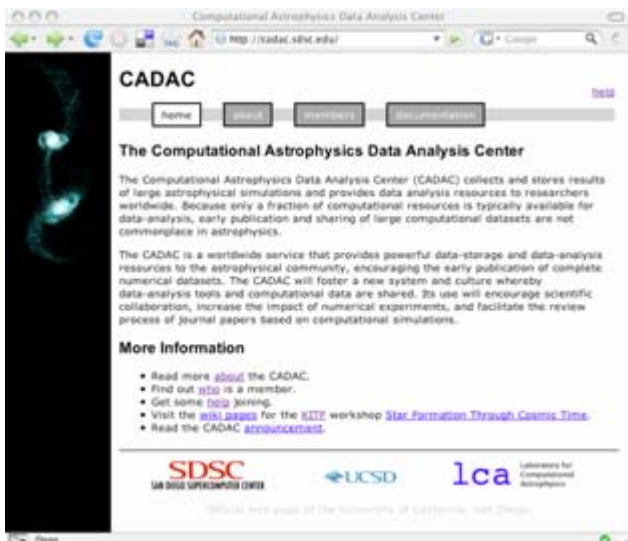 Computational Astrophysics Data Analysis Center
http://cadac.sdsc.edu/
Google
CADAC
help
home
about
members
documentation
The Computational Astrophysics Data Analysis Center
The Computational Astrophysics Data Analysis Center (CADAC) collects and stores results
of large astrophysical simulations and provides data analysis resources to researchers
worldwide. Because only a fraction of computational resources is typically available for
data-analysis, early publication and sharing of large computational datasets are not
commonplace in astrophysics.
The CADAC is a worldwide service that provides powerful data-storage and data-analysis
resources to the astrophysical community, encouraging the early publication of complete
numerical datasets. The CADAC will foster a new system and culture whereby
data-analysis tools and computational data are shared. Its use will encourage scientific
collaboration, increase the impact of numerical experiments, and facilitate the review
process of journal papers based on computational simulations.
More Information
• Read more about the CADAC.
• Find out who is a member.
• Get some help joining.
• Visit the wiki pages for the KITP workshop Star Formation Through Cosmic Time.
• Read the CADAC announcement.
SDSC
SAN DIEGO SUPERCOMPUTER CENTER
UCSD
lca
Laboratory for
Computational
Astrophysics
Official web page of the University of California, San Diego
Done